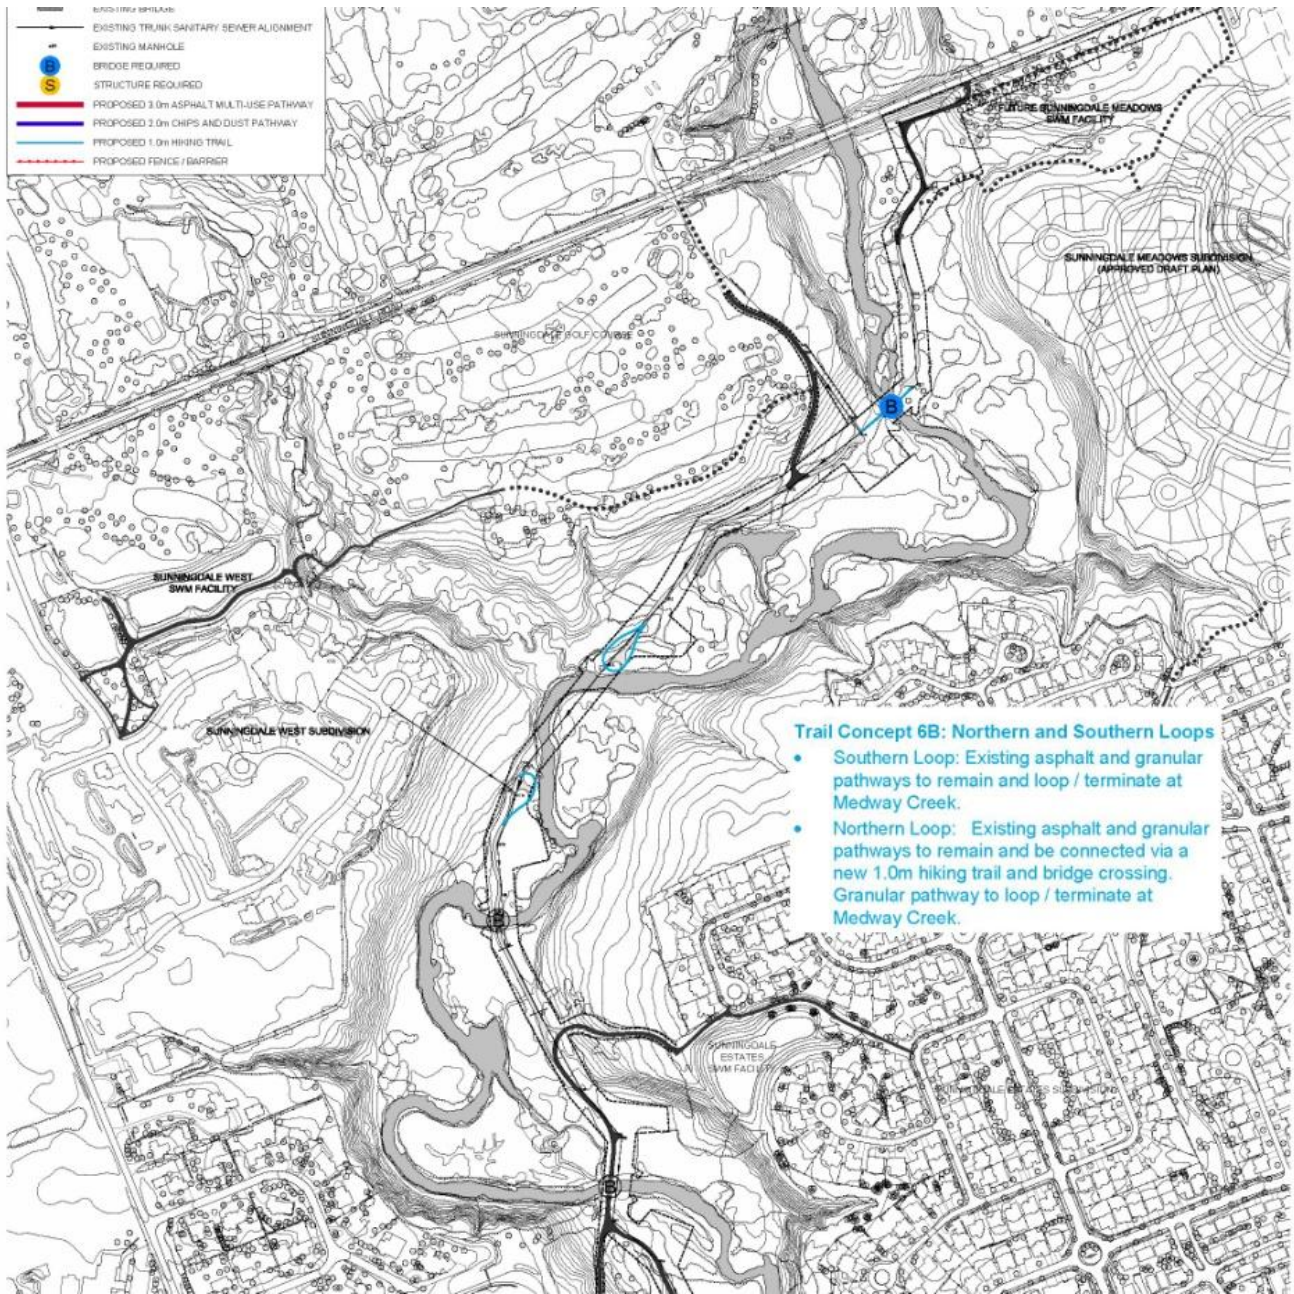 EXISTING BRIDGE
EXISTING TRUNK SANITARY SEWER ALIGNMENT
EXISTING MANHOLE
B BRIDGE REQUIRED
S STRUCTURE REQUIRED
PROPOSED 3.0m ASPHALT MULTI-USE PATHWAY
PROPOSED 2.0m CHIPS AND DUST PATHWAY
PROPOSED 1.0m HIKING TRAIL
PROPOSED FENCE / BARRIER
FUTURE SUNNINGDALE MEADOWS
SWM FACILITY
SUNNINGDALE MEADOWS SUBDIVISION
(APPROVED DRAFT PLAN)
SUNNINGDALE GOLF COURSE
B
SUNNINGDALE WEST
SWM FACILITY
SUNNINGDALE WEST SUBDIVISION
Trail Concept 6B: Northern and Southern Loops
• Southern Loop: Existing asphalt and granular
pathways to remain and loop / terminate at
Medway Creek.
• Northern Loop: Existing asphalt and granular
pathways to remain and be connected via a
new 1.0m hiking trail and bridge crossing.
Granular pathway to loop / terminate at
Medway Creek.
B
SUNNINGDALE
ESTATES
SWM FACILITY
SUNNINGDALE ESTATES SUBDIVISION
B